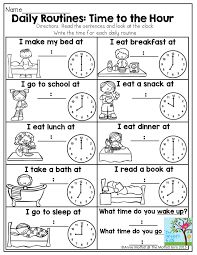 Name:
Daily Routines: Time to the Hour
Directions: Read the sentences and look at the clock.
Write the time for each daily routine.
I make my bed at
I eat breakfast at
I go to school at
I eat a snack at
I eat lunch at
I eat dinner at
I take a bath at
I read a book at
I go to sleep at
What time do you wake up?
What time do you
go